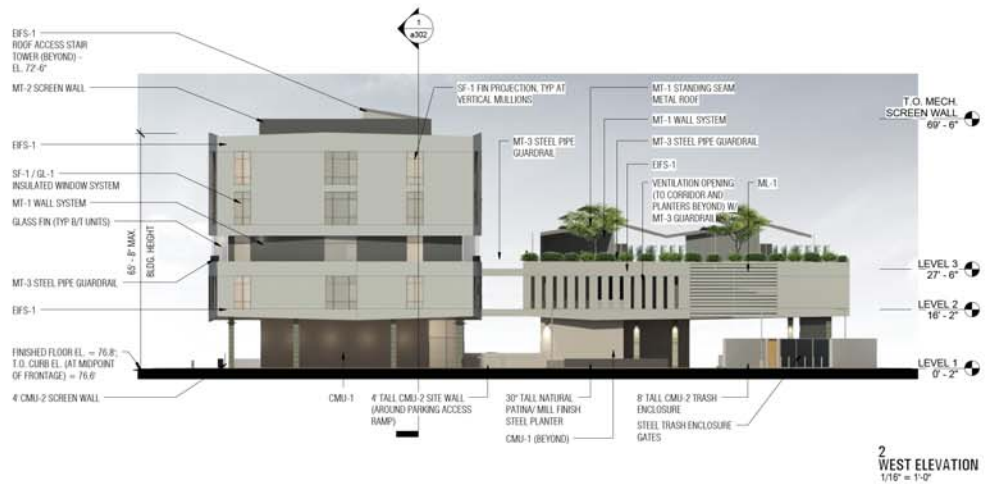 1
a302
EIFS-1
ROOF ACCESS STAIR
TOWER (BEYOND) -
EL. 72'-6"
MT-2 SCREEN WALL
EIFS-1
SF-1 / GL-1
INSULATED WINDOW SYSTEM
MT-1 WALL SYSTEM
GLASS FIN (TYP B/T UNITS)
65' - 8" MAX.
BLDG. HEIGHT
MT-3 STEEL PIPE GUARDRAIL
EIFS-1
FINISHED FLOOR EL. = 76.8';
T.O. CURB EL. (AT MIDPOINT
OF FRONTAGE) = 76.6'
4' CMU-2 SCREEN WALL
SF-1 FIN PROJECTION, TYP AT
VERTICAL MULLIONS
MT-3 STEEL PIPE
GUARDRAIL
MT-1 STANDING SEAM
METAL ROOF
MT-1 WALL SYSTEM
MT-3 STEEL PIPE GUARDRAIL
EIFS-1
VENTILATION OPENING
(TO CORRIDOR AND
PLANTERS BEYOND) W/
MT-3 GUARDRAIL
ML-1
T.O. MECH.
SCREEN WALL
69' - 6"
LEVEL 3
27' - 6"
LEVEL 2
16' - 2"
LEVEL 1
0' - 2"
CMU-1
4' TALL CMU-2 SITE WALL
(AROUND PARKING ACCESS
RAMP)
30" TALL NATURAL
PATINA/ MILL FINISH
STEEL PLANTER
CMU-1 (BEYOND)
8' TALL CMU-2 TRASH
ENCLOSURE
STEEL TRASH ENCLOSURE
GATES
2
WEST ELEVATION
1/16" = 1'-0"